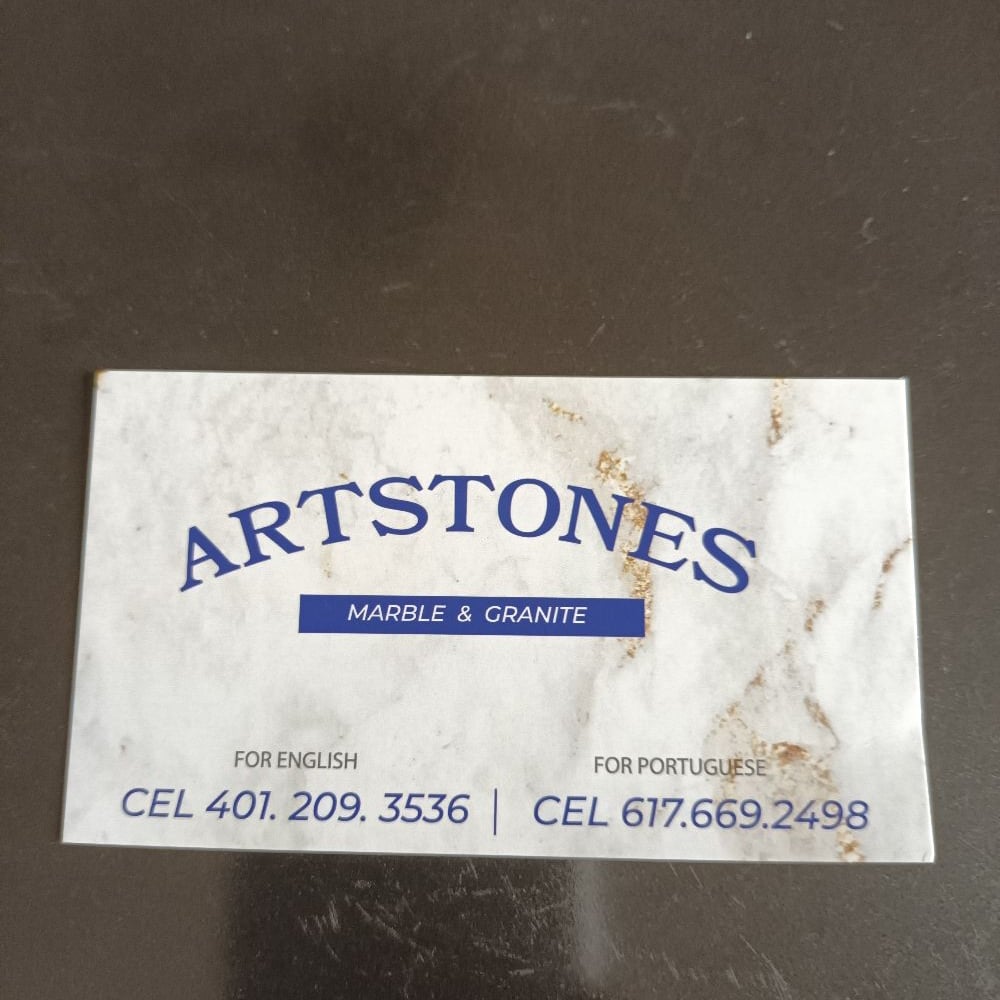 ARTSTONES
MARBLE & GRANITE
FOR ENGLISH FOR PORTUGUESE
CEL 401. 209. 3536 | CEL 617.669.2498